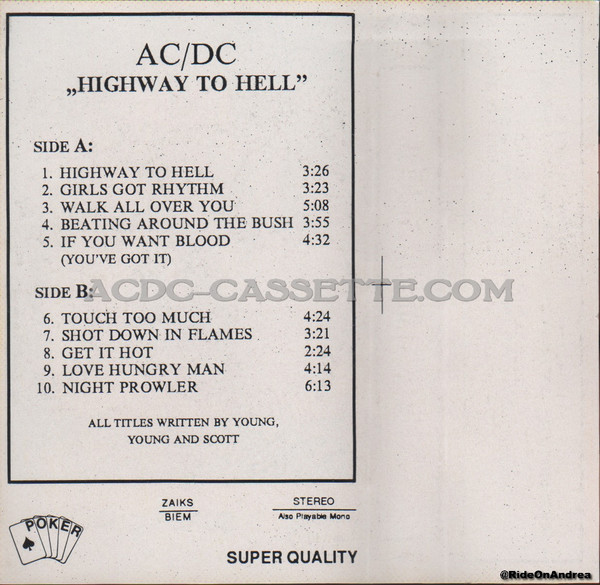 AC/DC
„HIGHWAY TO HELL”
SIDE A:
1. HIGHWAY TO HELL 3:26
2. GIRLS GOT RHYTHM 3:23
3. WALK ALL OVER YOU 5:08
4. BEATING AROUND THE BUSH 3:55
5. IF YOU WANT BLOOD 4:32
(YOU'VE GOT IT)
SIDE B:
ACDC-CASSETTE.COM
6. TOUCH TOO MUCH 4:24
7. SHOT DOWN IN FLAMES 3:21
8. GET IT HOT 2:24
9. LOVE HUNGRY MAN 4:14
10. NIGHT PROWLER 6:13
ALL TITLES WRITTEN BY YOUNG,
YOUNG AND SCOTT
ZAIKS
BIEM
STEREO
Also Playable Mono
POKER
SUPER QUALITY
@RideOnAndrea